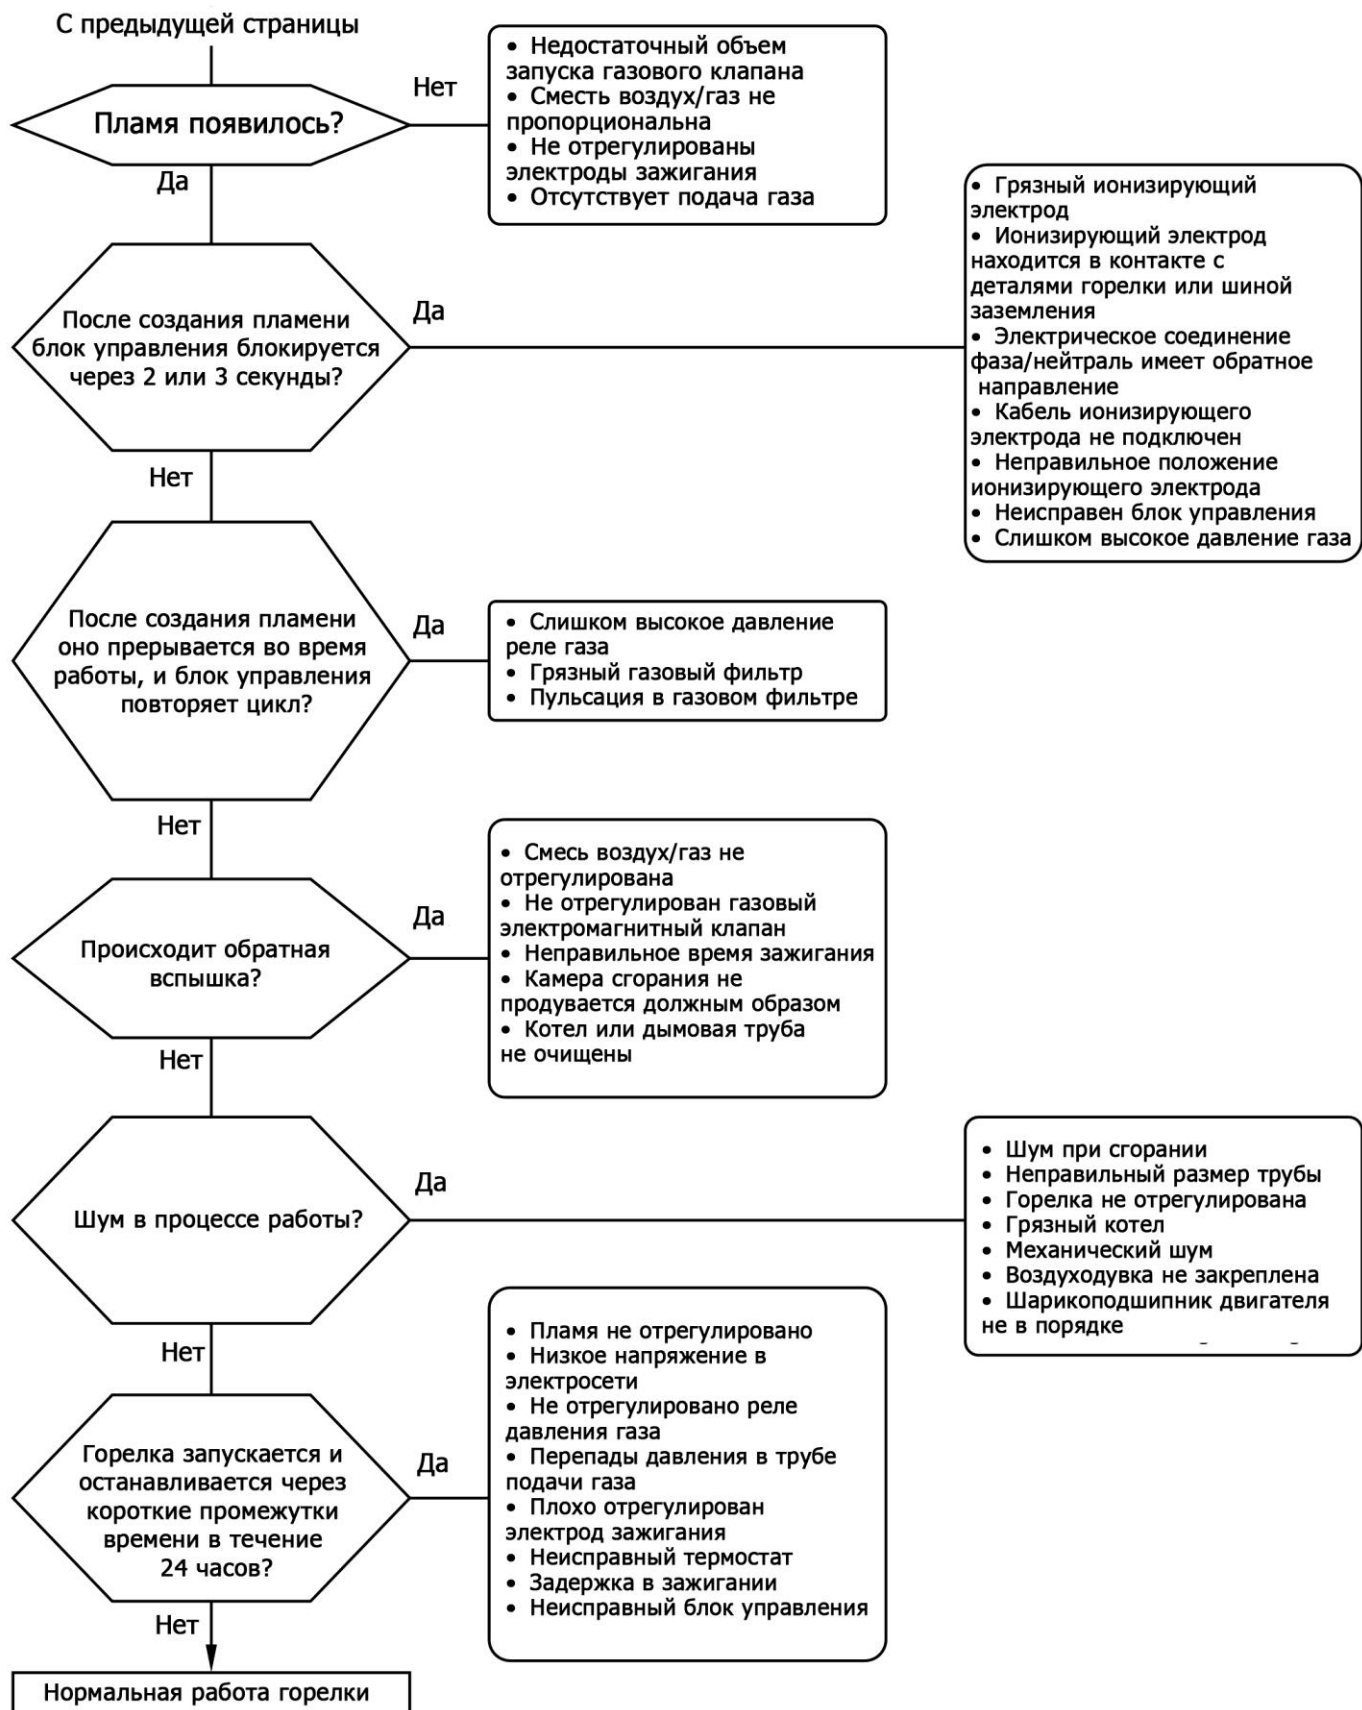 С предыдущей страницы
Пламя появилось?
Нет
• Недостаточный объем
запуска газового клапана
• Сместь воздух/газ не
пропорциональна
• Не отрегулированы
электроды зажигания
• Отсутствует подача газа
Да
После создания пламени
блок управления блокируется
через 2 или 3 секунды?
Да
• Грязный ионизирующий
электрод
• Ионизирующий электрод
находится в контакте с
деталями горелки или шиной
заземления
• Электрическое соединение
фаза/нейтраль имеет обратное
направление
• Кабель ионизирующего
электрода не подключен
• Неправильное положение
ионизирующего электрода
• Неисправен блок управления
• Слишком высокое давление газа
Нет
После создания пламени
оно прерывается во время
работы, и блок управления
повторяет цикл?
Да
• Слишком высокое давление
реле газа
• Грязный газовый фильтр
• Пульсация в газовом фильтре
Нет
Происходит обратная
вспышка?
Да
• Смесь воздух/газ не
отрегулирована
• Не отрегулирован газовый
электромагнитный клапан
• Неправильное время зажигания
• Камера сгорания не
продувается должным образом
• Котел или дымовая труба
не очищены
Нет
Шум в процессе работы?
Да
• Шум при сгорании
• Неправильный размер трубы
• Горелка не отрегулирована
• Грязный котел
• Механический шум
• Воздуходувка не закреплена
• Шарикоподшипник двигателя
не в порядке
Нет
Горелка запускается и
останавливается через
короткие промежутки
времени в течение
24 часов?
Да
• Пламя не отрегулировано
• Низкое напряжение в
электросети
• Не отрегулировано реле
давления газа
• Перепады давления в трубе
подачи газа
• Плохо отрегулирован
электрод зажигания
• Неисправный термостат
• Задержка в зажигании
• Неисправный блок управления
Нет
Нормальная работа горелки